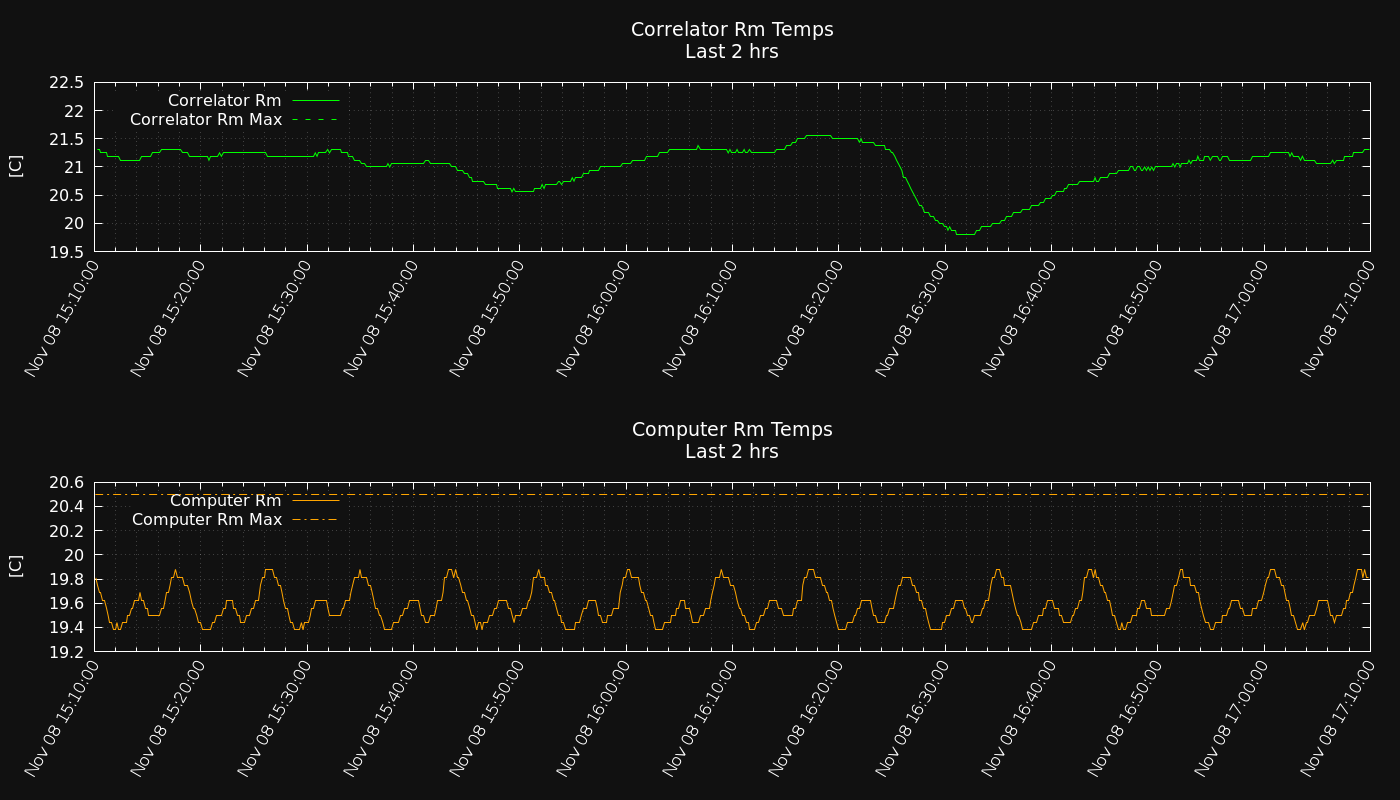 Correlator Rm Temps
Last 2 hrs
22.5
22
21.5
21
20.5
20
19.5
[C]
Correlator Rm
Correlator Rm Max
Nov 08 15:10:00
Nov 08 15:20:00
Nov 08 15:30:00
Nov 08 15:40:00
Nov 08 15:50:00
Nov 08 16:00:00
Nov 08 16:10:00
Nov 08 16:20:00
Nov 08 16:30:00
Nov 08 16:40:00
Nov 08 16:50:00
Nov 08 17:00:00
Nov 08 17:10:00
Computer Rm Temps
Last 2 hrs
20.6
20.4
20.2
20
19.8
19.6
19.4
19.2
[C]
Computer Rm
Computer Rm Max
Nov 08 15:10:00
Nov 08 15:20:00
Nov 08 15:30:00
Nov 08 15:40:00
Nov 08 15:50:00
Nov 08 16:00:00
Nov 08 16:10:00
Nov 08 16:20:00
Nov 08 16:30:00
Nov 08 16:40:00
Nov 08 16:50:00
Nov 08 17:00:00
Nov 08 17:10:00